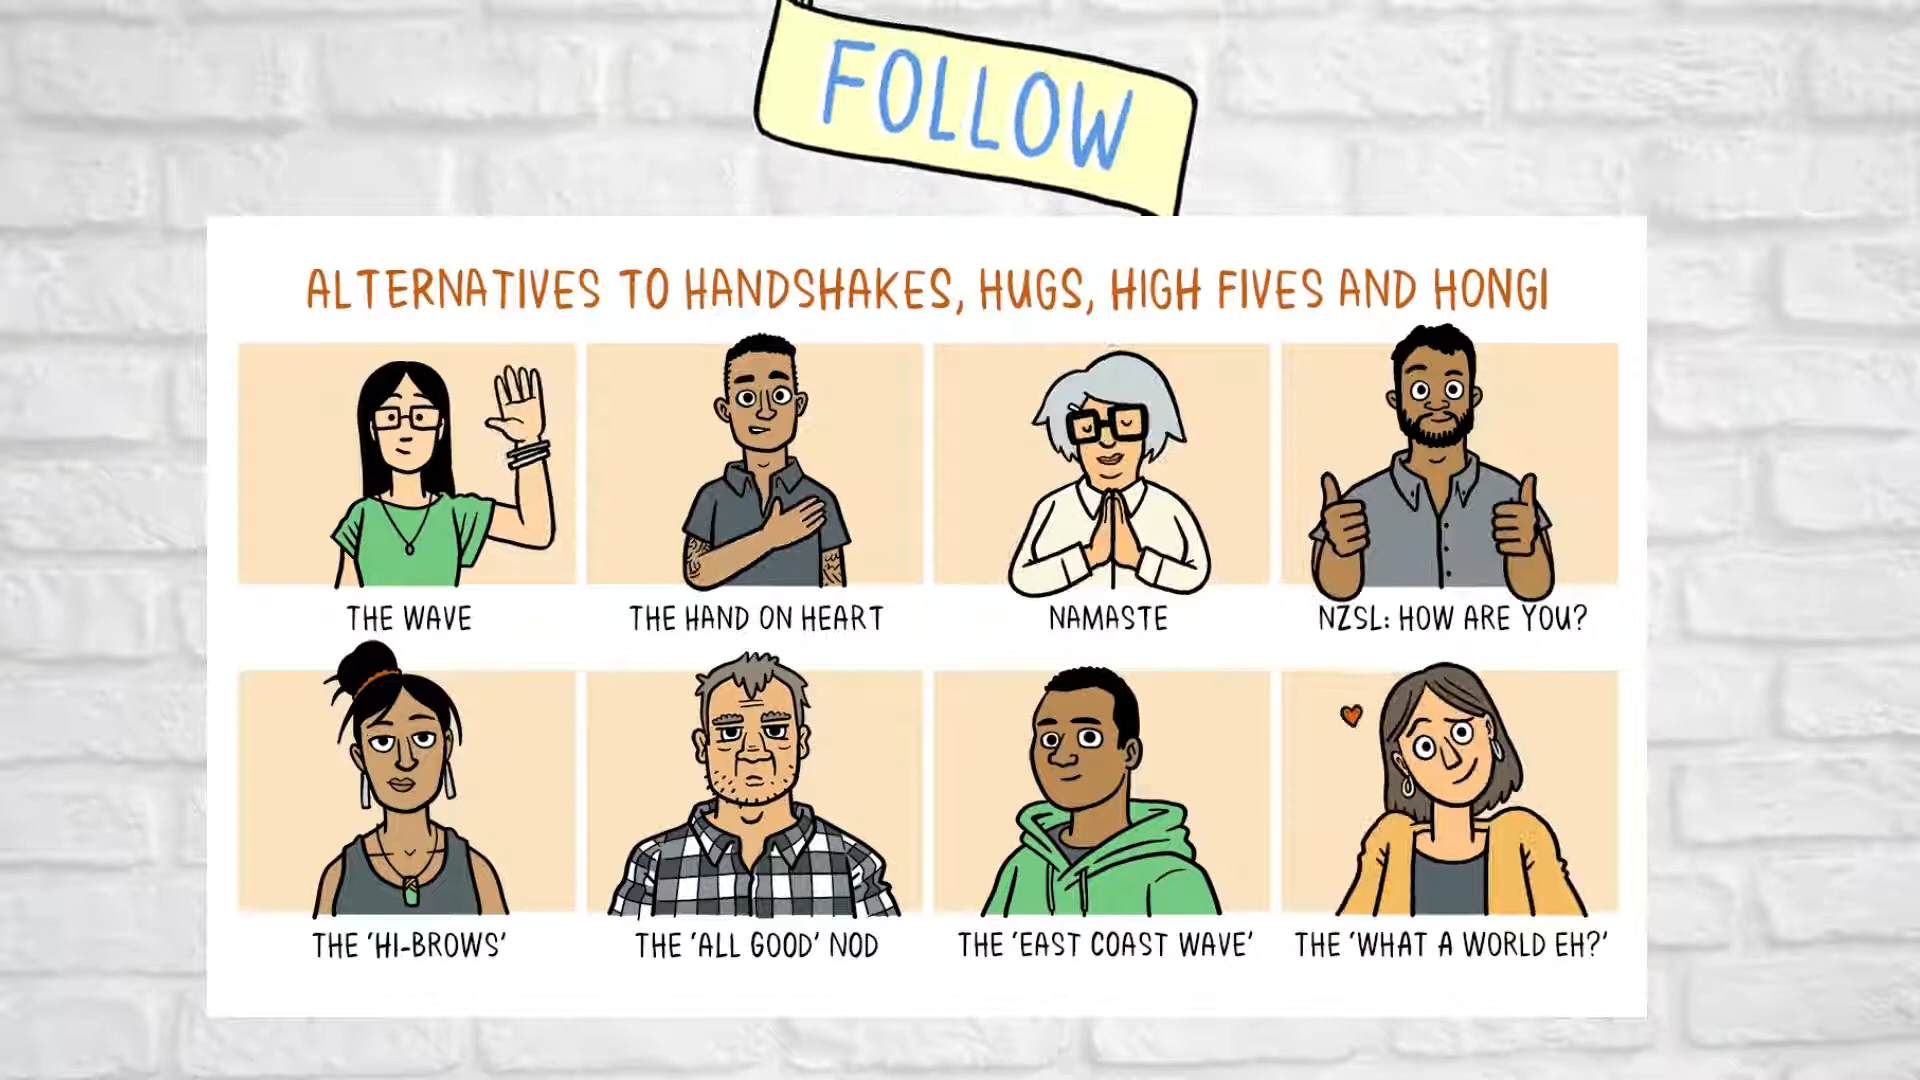 FOLLOW
ALTERNATIVES TO HANDSHAKES, HUGS, HIGH FIVES AND HONGI
THE WAVE
THE HAND ON HEART
NAMASTE
NZSL: HOW ARE YOU?
THE 'HI-BROWS'
THE 'ALL GOOD' NOD
THE 'EAST COAST WAVE'
THE 'WHAT A WORLD EH?'